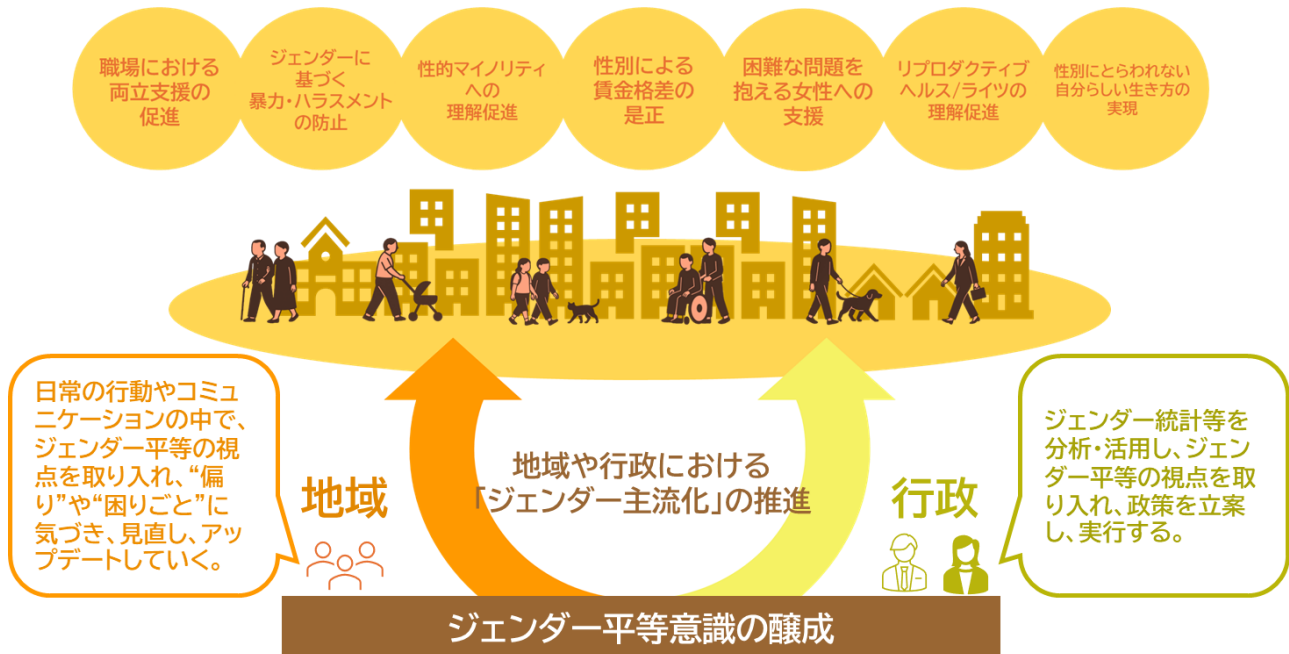 職場における
両立支援の
促進
ジェンダーに
基づく
暴力・ハラスメント
の防止
性的マイノリティ
への
理解促進
性別による
賃金格差の
是正
困難な問題を
抱える女性への
支援
リプロダクティブ
ヘルス/ライツの
理解促進
性別にとらわれない
自分らしい生き方の
実現
日常の行動やコミュ
ニケーションの中で、
ジェンダー平等の視
点を取り入れ、“偏
り”や“困りごと”に
気づき、見直し、アッ
プデートしていく。
地域
地域や行政における
「ジェンダー主流化」の推進
行政
ジェンダー統計等を
分析・活用し、ジェン
ダー平等の視点を取
り入れ、政策を立案
し、実行する。
ジェンダー平等意識の醸成